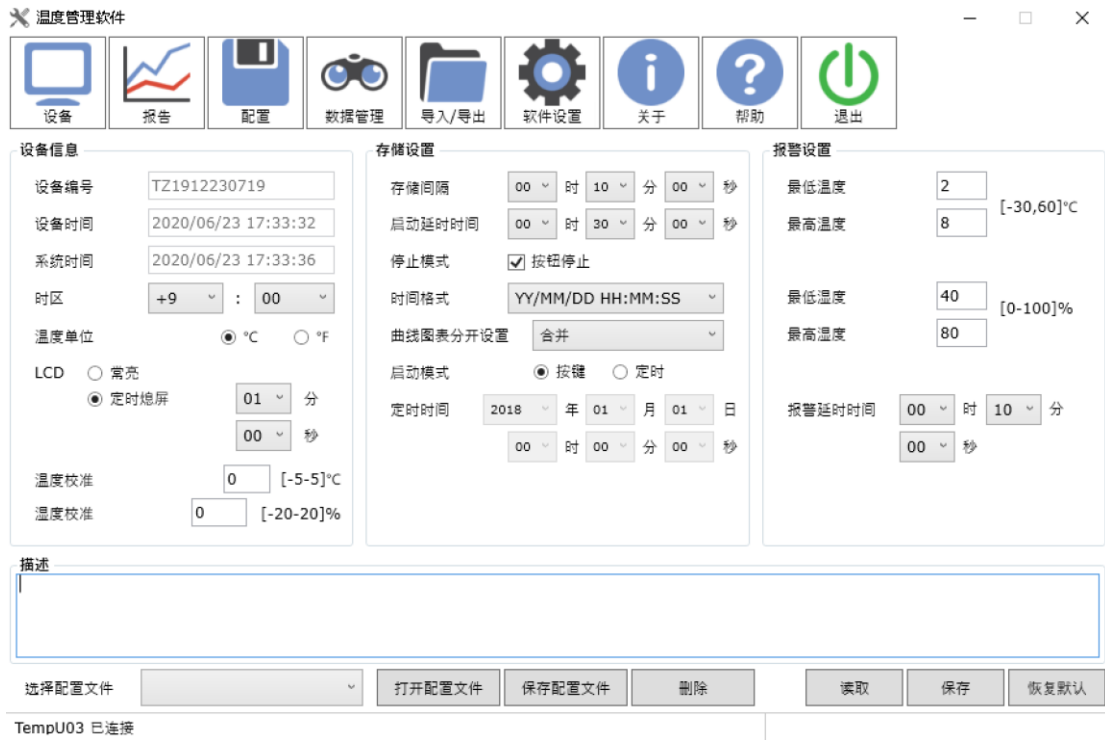 温度管理软件
设备 报告 配置 数据管理 导入/导出 软件设置 关于 帮助 退出
设备信息
设备编号 TZ1912230719
设备时间 2020/06/23 17:33:32
系统时间 2020/06/23 17:33:36
时区 +9 : 00
温度单位 ℃ ℉
LCD 常亮
定时熄屏 01 分
00 秒
温度校准 0 [-5-5]℃
湿度校准 0 [-20-20]%
存储设置
存储间隔 00 时 10 分 00 秒
启动延时时间 00 时 30 分 00 秒
停止模式 按钮停止
时间格式 YY/MM/DD HH:MM:SS
曲线图表分开设置 合并
启动模式 按键 定时
定时时间 2018 年 01 月 01 日
00 时 00 分 00 秒
报警设置
最低温度 2
[-30,60]℃
最高温度 8
最低湿度 40
[0-100]%
最高湿度 80
报警延时时间 00 时 10 分
00 秒
描述
选择配置文件 打开配置文件 保存配置文件 删除 读取 保存 恢复默认
TempU03 已连接